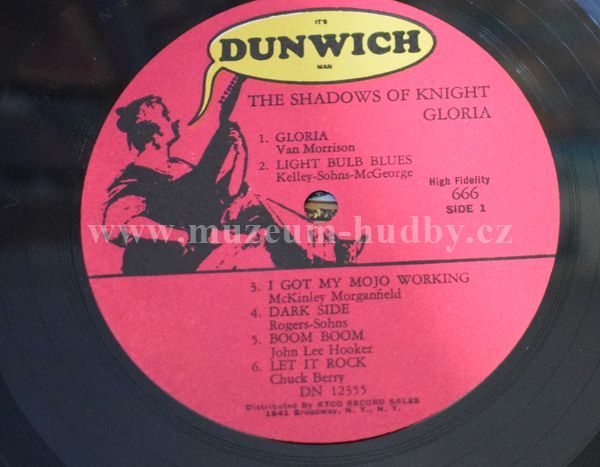 IT'S
DUNWICH
MAN
THE SHADOWS OF KNIGHT
GLORIA
1. GLORIA
Van Morrison
2. LIGHT BULB BLUES
Kelley-Sohns-McGeorge
High Fidelity
666
SIDE 1
www.muzeum-hudby.cz
3. I GOT MY MOJO WORKING
McKinley Morganfield
4. DARK SIDE
Rogers-Sohns
5. BOOM BOOM
John Lee Hooker
6. LET IT ROCK
Chuck Berry
DN 12355
Distributed By ATCO RECORD SALES
1841 Broadway, N. Y., N. Y.